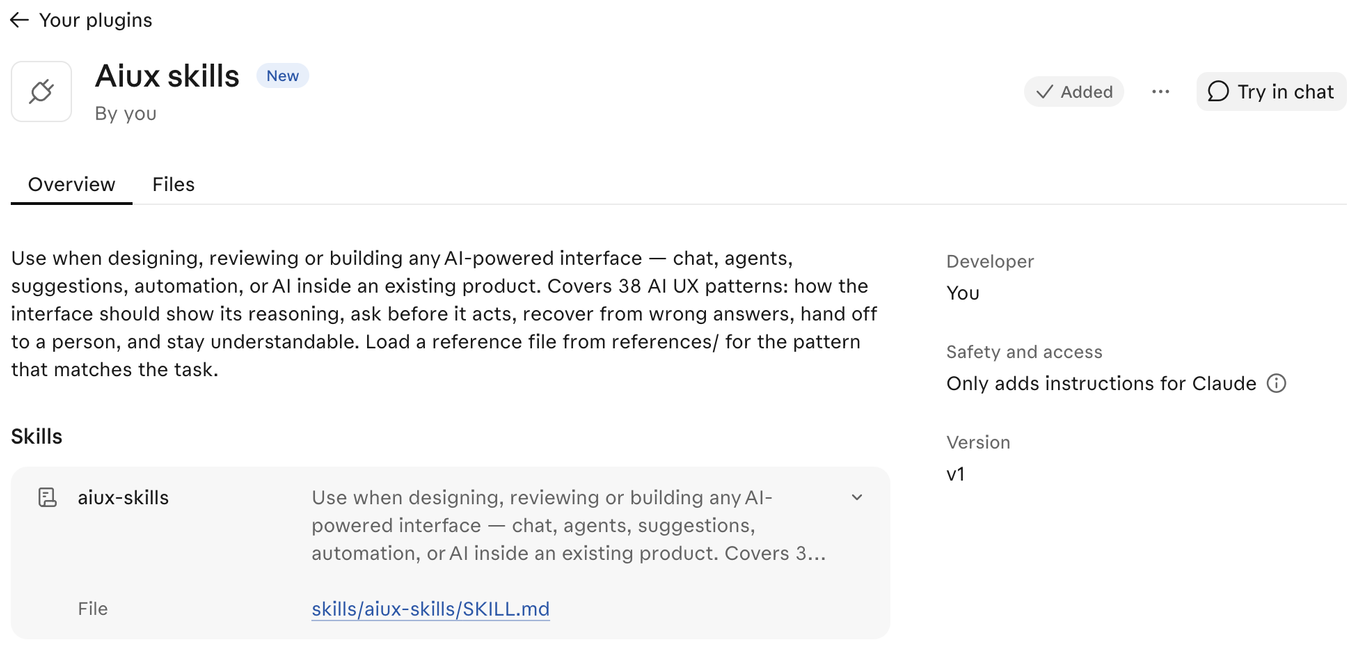 Your plugins
Aiux skills
New
By you
Added
Try in chat
Overview
Files
Use when designing, reviewing or building any AI-powered interface — chat, agents,
suggestions, automation, or AI inside an existing product. Covers 38 AI UX patterns: how the
interface should show its reasoning, ask before it acts, recover from wrong answers, hand off
to a person, and stay understandable. Load a reference file from references/ for the pattern
that matches the task.
Developer
You
Safety and access
Only adds instructions for Claude
Version
v1
Skills
aiux-skills
Use when designing, reviewing or building any AI-
powered interface — chat, agents, suggestions,
automation, or AI inside an existing product. Covers 3...
File
skills/aiux-skills/SKILL.md